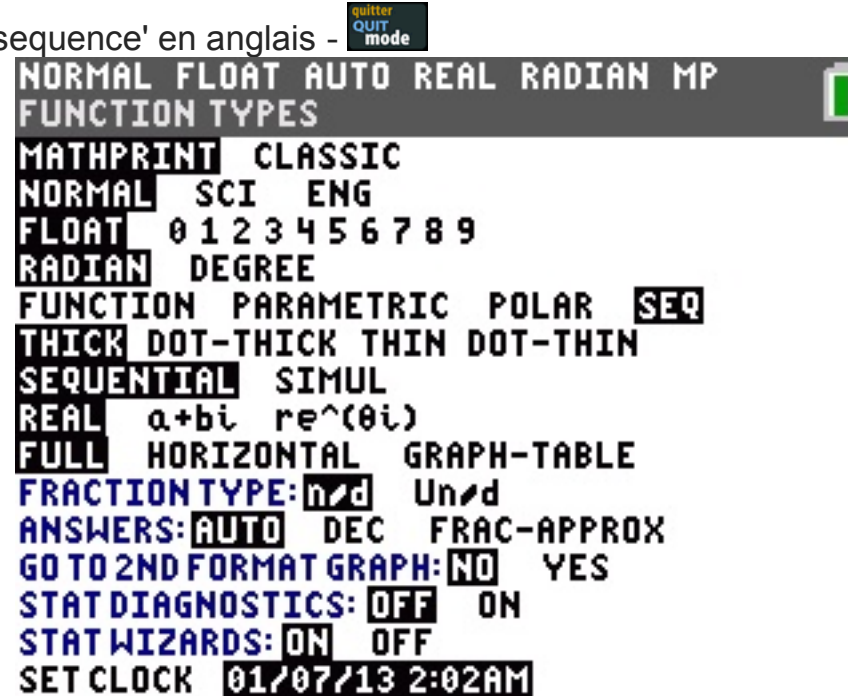 quitter
sequence' en anglais - QUIT
mode
NORMAL FLOAT AUTO REAL RADIAN MP
FUNCTION TYPES
MATHPRINT CLASSIC
NORMAL SCI ENG
FLOAT 0 1 2 3 4 5 6 7 8 9
RADIAN DEGREE
FUNCTION PARAMETRIC POLAR SEQ
THICK DOT-THICK THIN DOT-THIN
SEQUENTIAL SIMUL
REAL a+bi re^(θi)
FULL HORIZONTAL GRAPH-TABLE
FRACTION TYPE: n/d Un/d
ANSWERS: AUTO DEC FRAC-APPROX
GO TO 2ND FORMAT GRAPH: NO YES
STAT DIAGNOSTICS: OFF ON
STAT WIZARDS: ON OFF
SET CLOCK 01/07/13 2:02AM